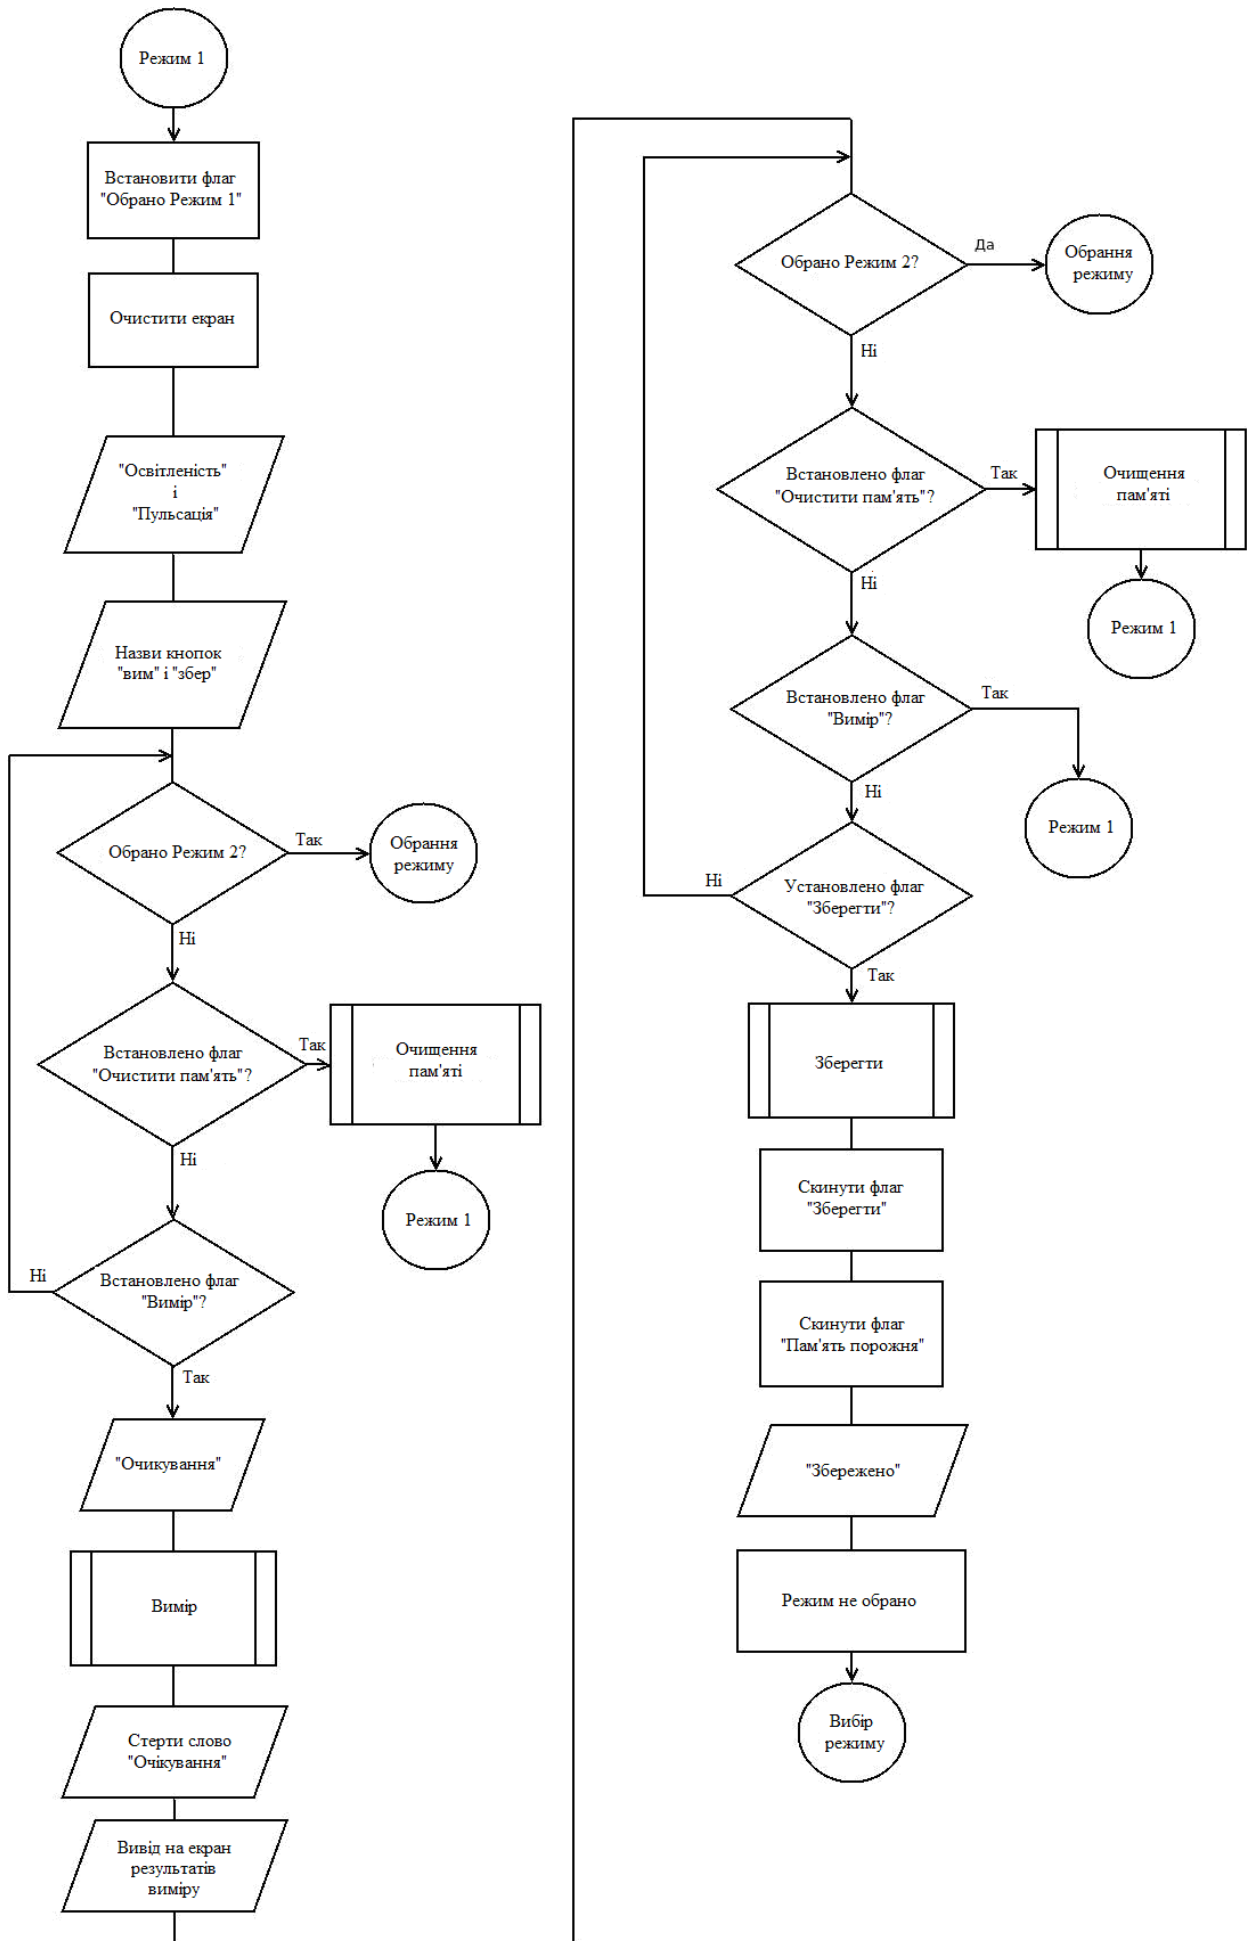 Режим 1
Встановити флаг
"Обрано Режим 1"
Очистити екран
"Освітленість"
і
"Пульсація"
Назви кнопок
"вим" і "збер"
Обрано Режим 2?
Так
Обрання
режиму
Ні
Встановлено флаг
"Очистити пам'ять"?
Так
Очищення
пам'яті
Режим 1
Ні
Встановлено флаг
"Вимір"?
Ні
Так
"Очикування"
Вимір
Стерти слово
"Очікування"
Вивід на екран
результатів
виміру
Обрано Режим 2?
Да
Обрання
режиму
Ні
Встановлено флаг
"Очистити пам'ять"?
Так
Очищення
пам'яті
Режим 1
Ні
Встановлено флаг
"Вимір"?
Так
Режим 1
Ні
Установлено флаг
"Зберегти"?
Ні
Так
Зберегти
Скинути флаг
"Зберегти"
Скинути флаг
"Пам'ять порожня"
"Збережено"
Режим не обрано
Вибір
режиму